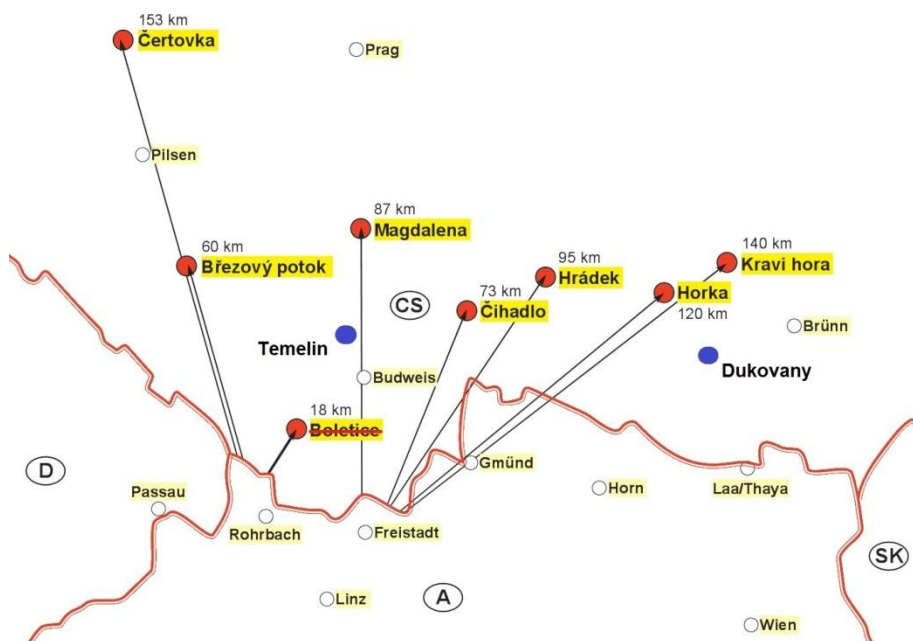 153 km
Čertovka
Prag
Pilsen
87 km
Magdalena
60 km
Březový potok
140 km
Kravi hora
95 km
Hrádek
Horka
120 km
73 km
Čihadlo
CS
Brünn
Temelin
Dukovany
Budweis
18 km
Boletice
D
Gmünd
Passau
Horn
Laa/Thaya
Rohrbach
Freistadt
SK
Linz
A
Wien